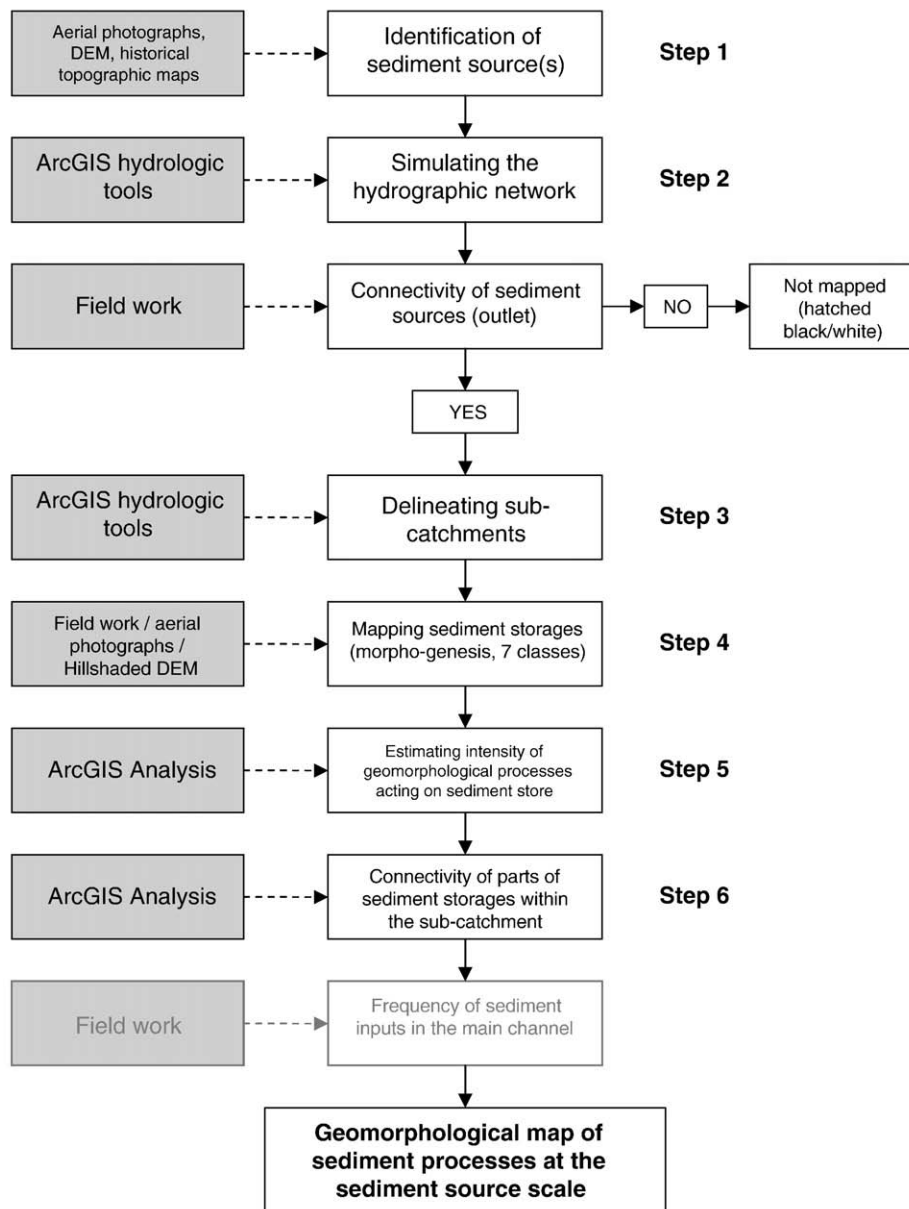 Aerial photographs,
DEM, historical
topographic maps
Identification of
sediment source(s)
Step 1
ArcGIS hydrologic
tools
Simulating the
hydrographic network
Step 2
Field work
Connectivity of sediment
sources (outlet)
NO
Not mapped
(hatched
black/white)
YES
ArcGIS hydrologic
tools
Delineating sub-
catchments
Step 3
Field work / aerial
photographs /
Hillshaded DEM
Mapping sediment storages
(morpho-genesis, 7 classes)
Step 4
ArcGIS Analysis
Estimating intensity of
geomorphological processes
acting on sediment store
Step 5
ArcGIS Analysis
Connectivity of parts of
sediment storages within
the sub-catchment
Step 6
Field work
Frequency of sediment
inputs in the main channel
Geomorphological map of
sediment processes at the
sediment source scale